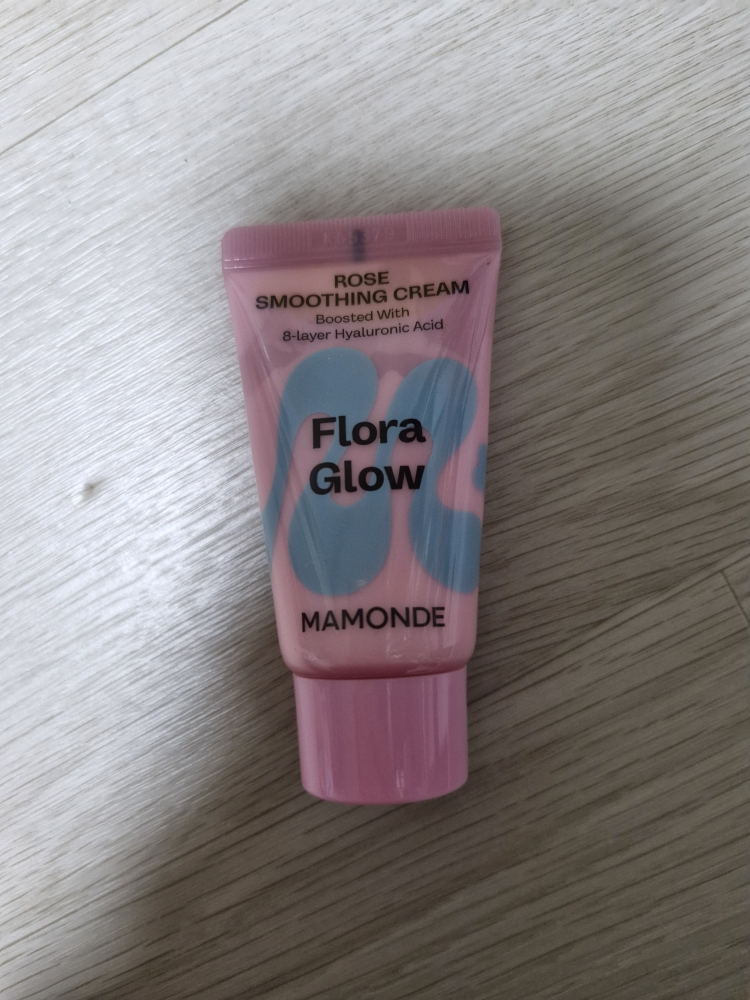 ROSE
SMOOTHING CREAM
Boosted With
8-layer Hyaluronic Acid
Flora
Glow
MAMONDE